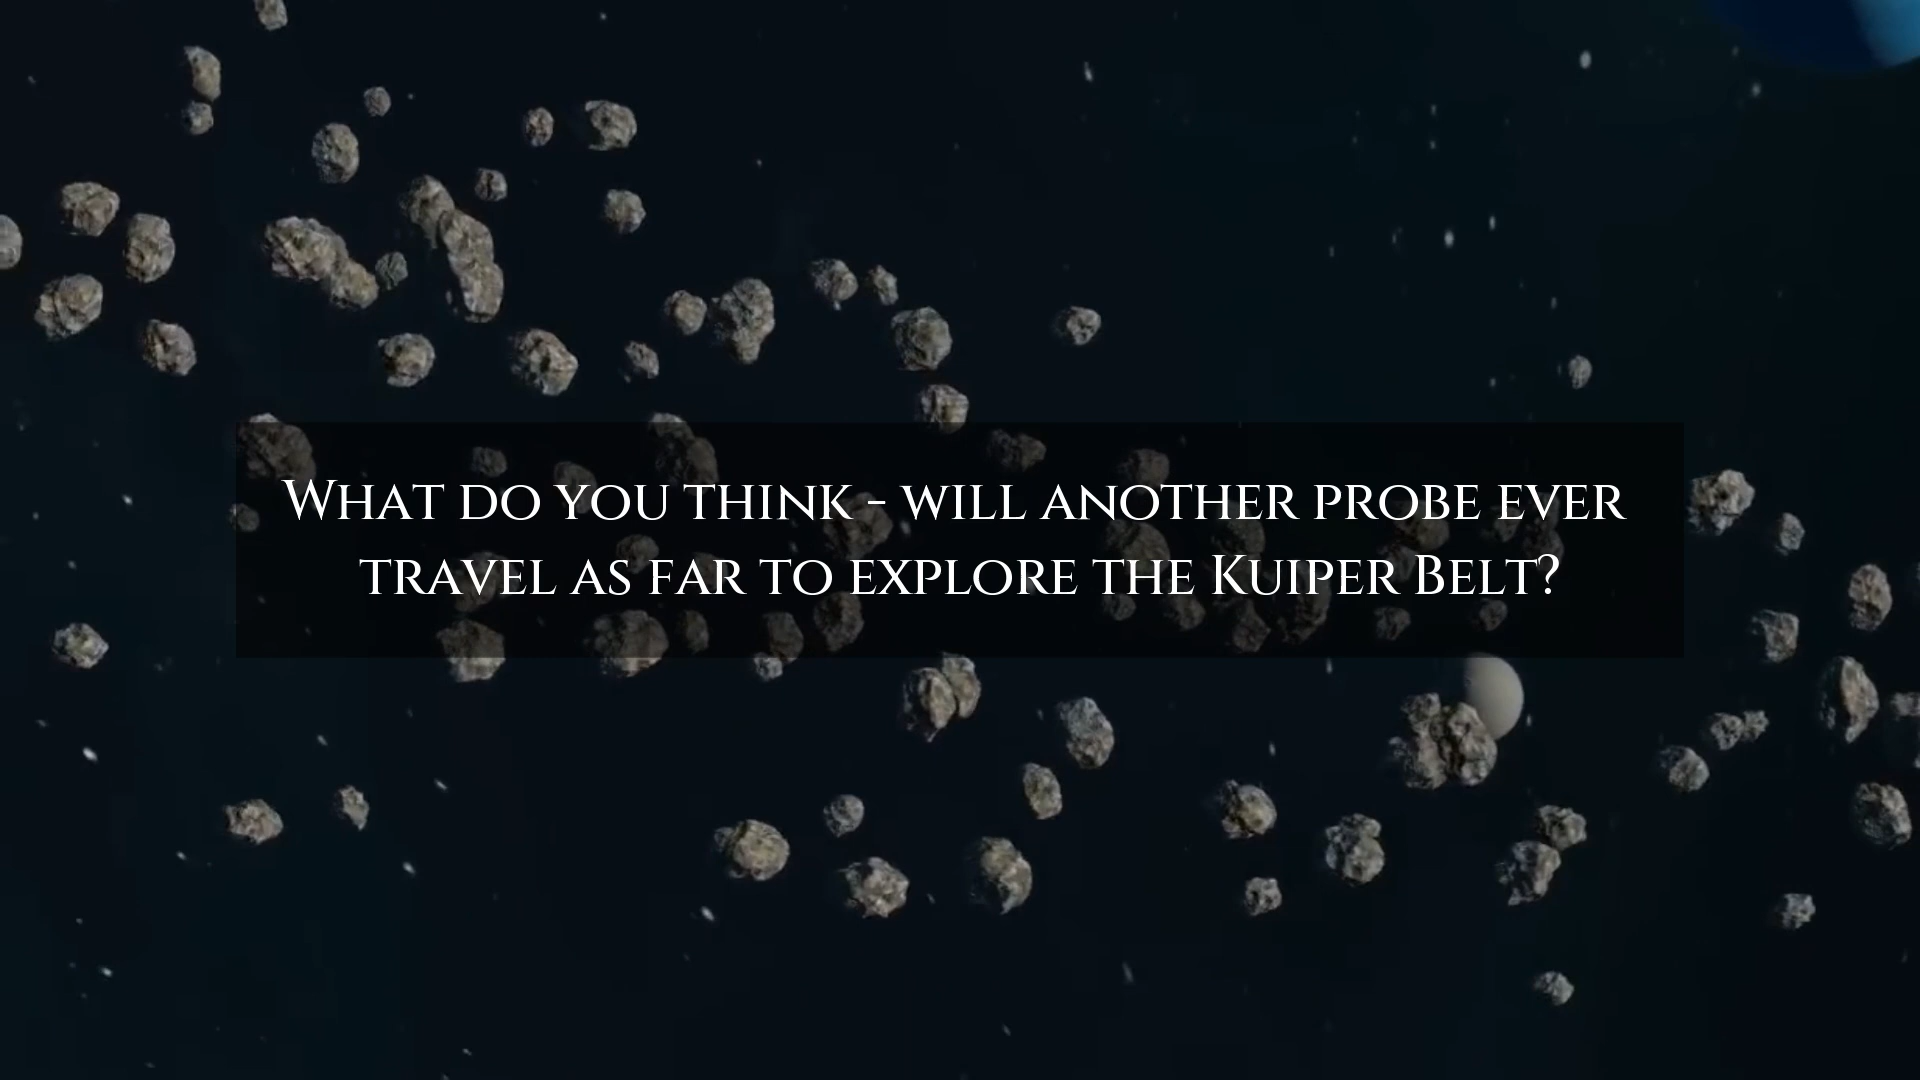 What do you think - will another probe ever
travel as far to explore the Kuiper Belt?